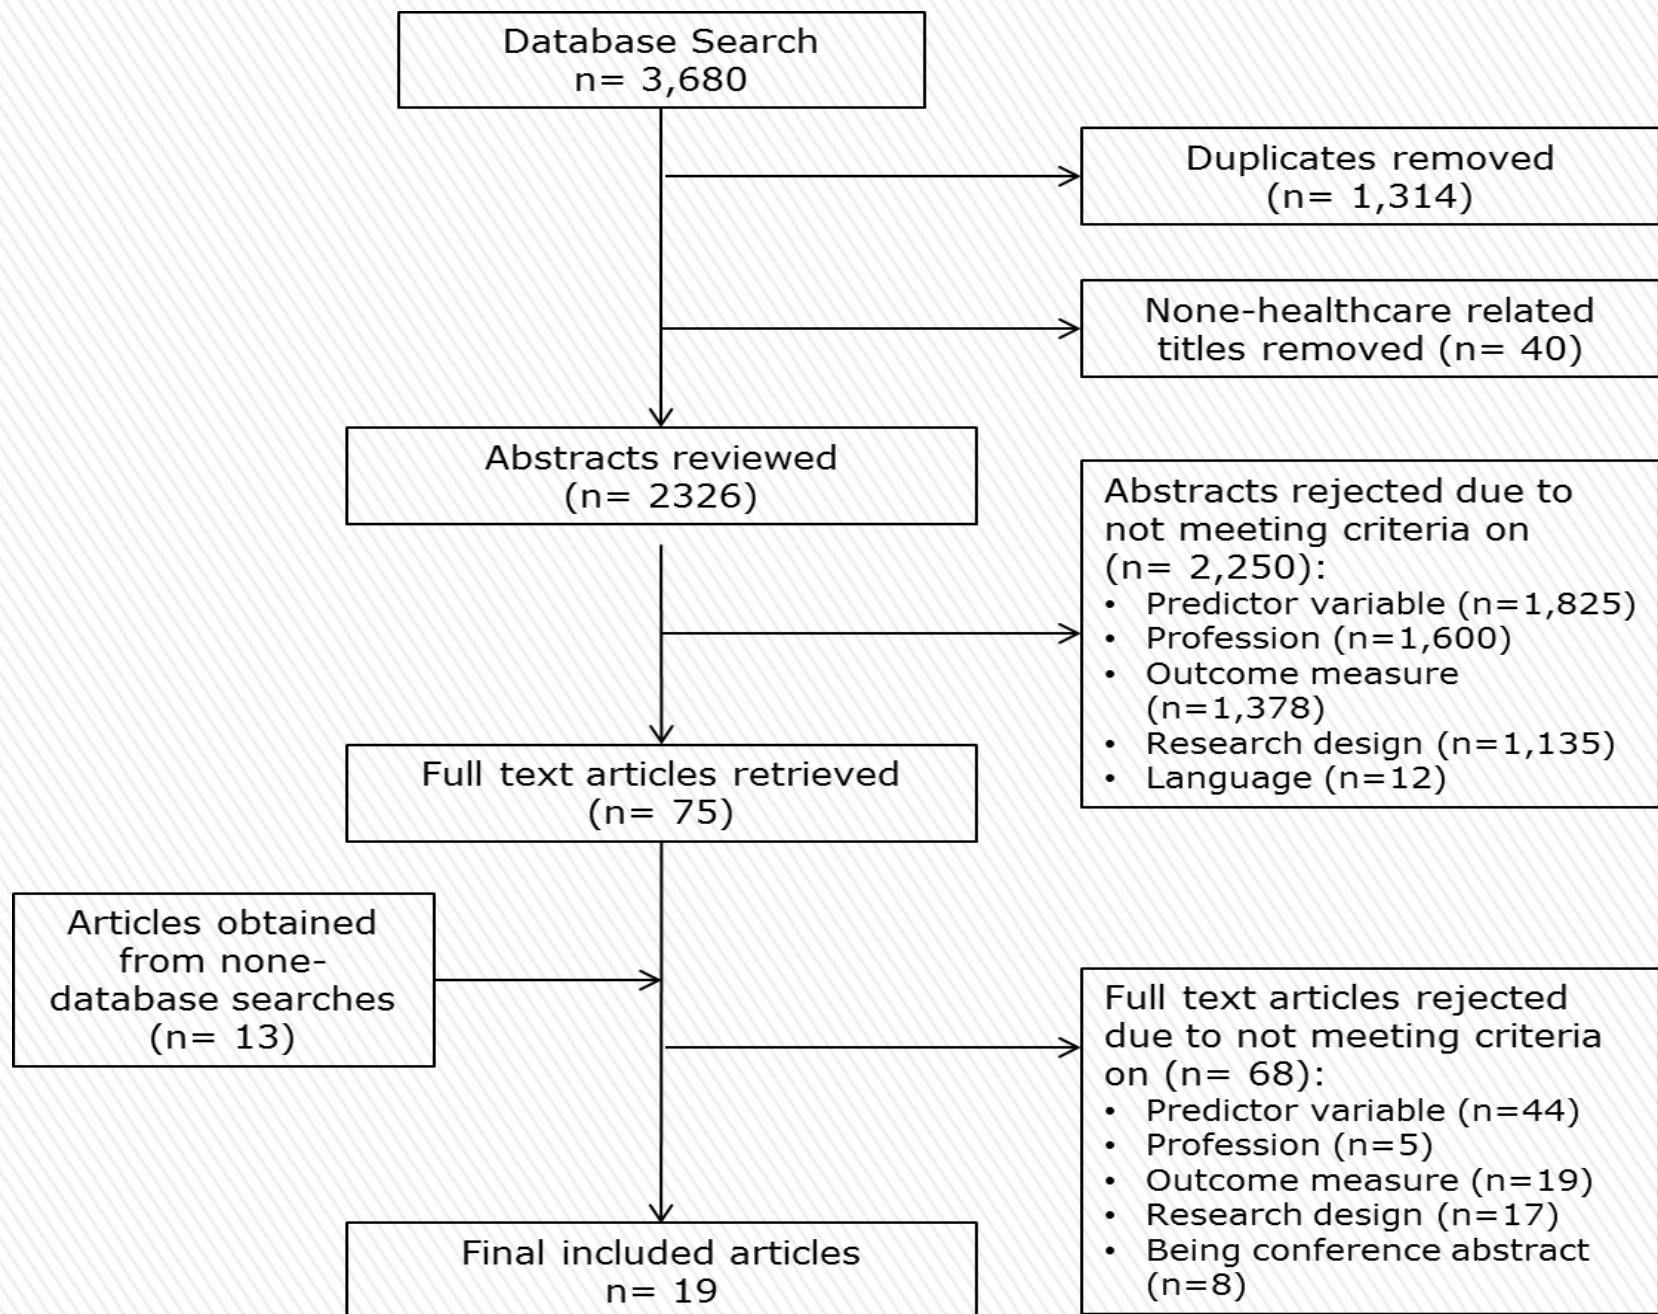 Database Search
n= 3,680
Duplicates removed
(n= 1,314)
None-healthcare related
titles removed (n= 40)
Abstracts reviewed
(n= 2326)
Abstracts rejected due to
not meeting criteria on
(n= 2,250):
• Predictor variable (n=1,825)
• Profession (n=1,600)
• Outcome measure
(n=1,378)
• Research design (n=1,135)
• Language (n=12)
Full text articles retrieved
(n= 75)
Articles obtained
from none-
database searches
(n= 13)
Full text articles rejected
due to not meeting criteria
on (n= 68):
• Predictor variable (n=44)
• Profession (n=5)
• Outcome measure (n=19)
• Research design (n=17)
• Being conference abstract
(n=8)
Final included articles
n= 19